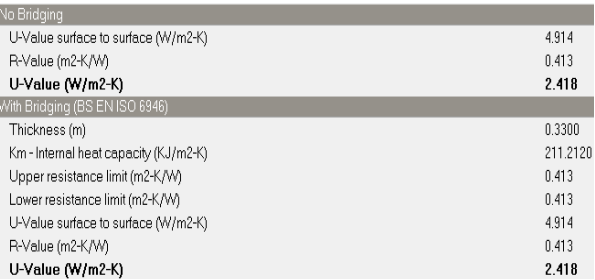 No Bridging
U-Value surface to surface (W/m2-K) 4.914
R-Value (m2-K/W) 0.413
U-Value (W/m2-K) 2.418
With Bridging (BS EN ISO 6946)
Thickness (m) 0.3300
Km - Internal heat capacity (KJ/m2-K) 211.2120
Upper resistance limit (m2-K/W) 0.413
Lower resistance limit (m2-K/W) 0.413
U-Value surface to surface (W/m2-K) 4.914
R-Value (m2-K/W) 0.413
U-Value (W/m2-K) 2.418